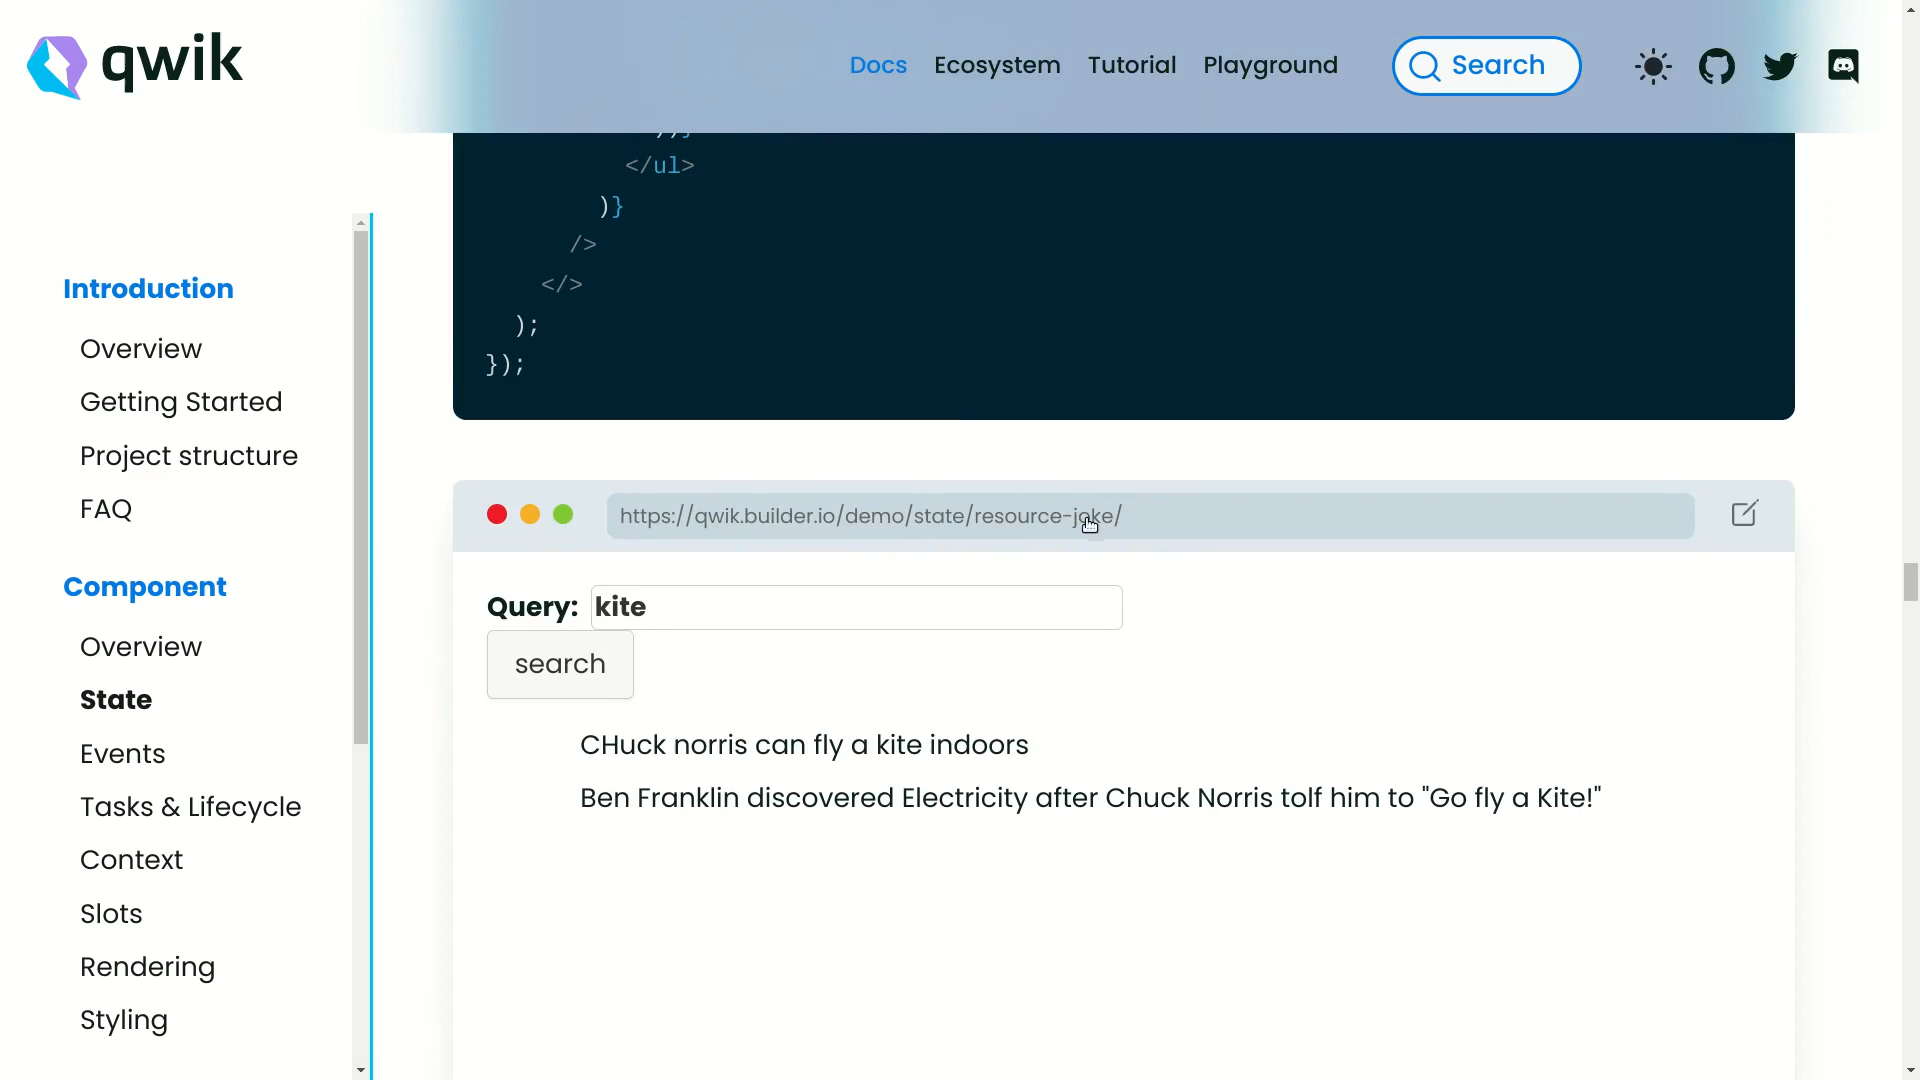 qwik
Docs Ecosystem Tutorial Playground Search
</ul>
)}
/>
</>
);
});
Introduction
Overview
Getting Started
Project structure
FAQ
Component
Overview
State
Events
Tasks & Lifecycle
Context
Slots
Rendering
Styling
https://qwik.builder.io/demo/state/resource-joke/
Query: kite
search
CHuck norris can fly a kite indoors
Ben Franklin discovered Electricity after Chuck Norris tolf him to "Go fly a Kite!"